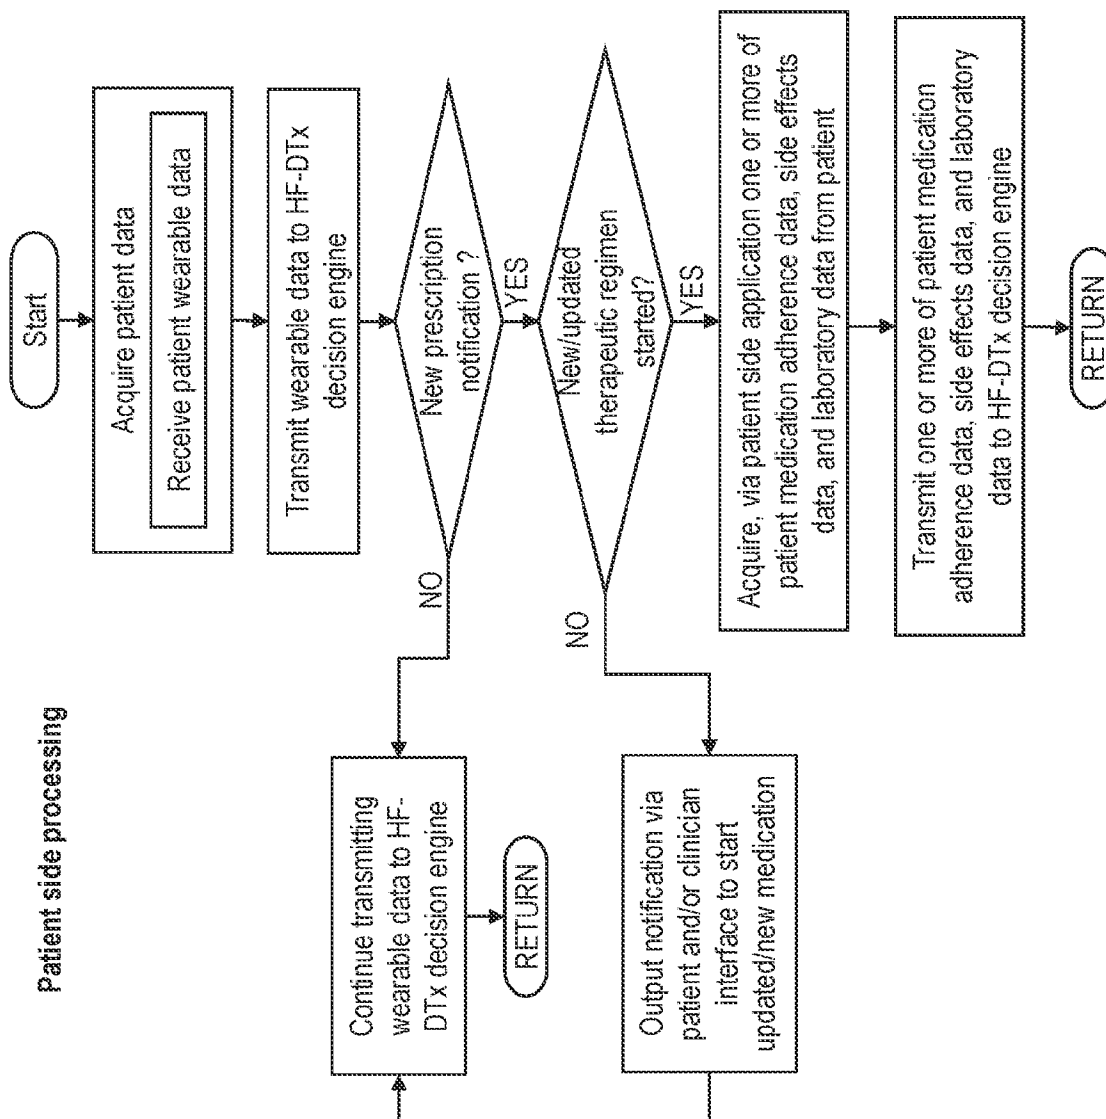 Patient side processing
Start
Acquire patient data
Receive patient wearable data
Transmit wearable data to HF-DTx
decision engine
New prescription
notification ?
NO
YES
Continue transmitting
wearable data to HF-
DTx decision engine
RETURN
New/updated
therapeutic regimen
started?
NO
YES
Output notification via
patient and/or clinician
interface to start
updated/new medication
Acquire, via patient side application one or more of
patient medication adherence data, side effects
data, and laboratory data from patient
Transmit one or more of patient medication
adherence data, side effects data, and laboratory
data to HF-DTx decision engine
RETURN